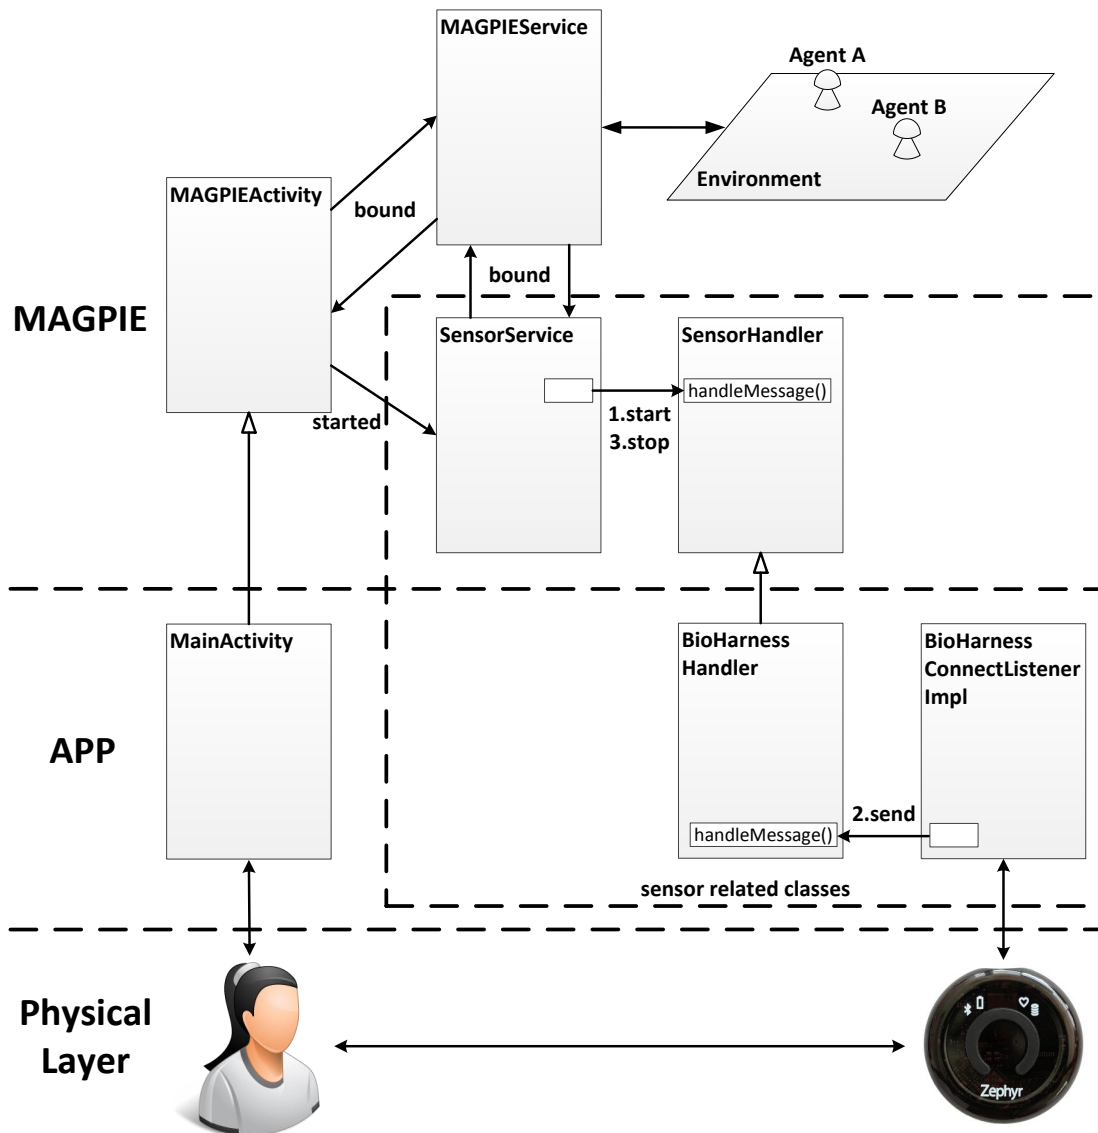 MAGPIEService
Agent A
Agent B
Environment
MAGPIEActivity
bound
bound
MAGPIE
SensorService
SensorHandler
handleMessage()
1.start
3.stop
started
MainActivity
BioHarness
Handler
BioHarness
ConnectListener
Impl
APP
2.send
handleMessage()
sensor related classes
Physical
Layer
Zephyr